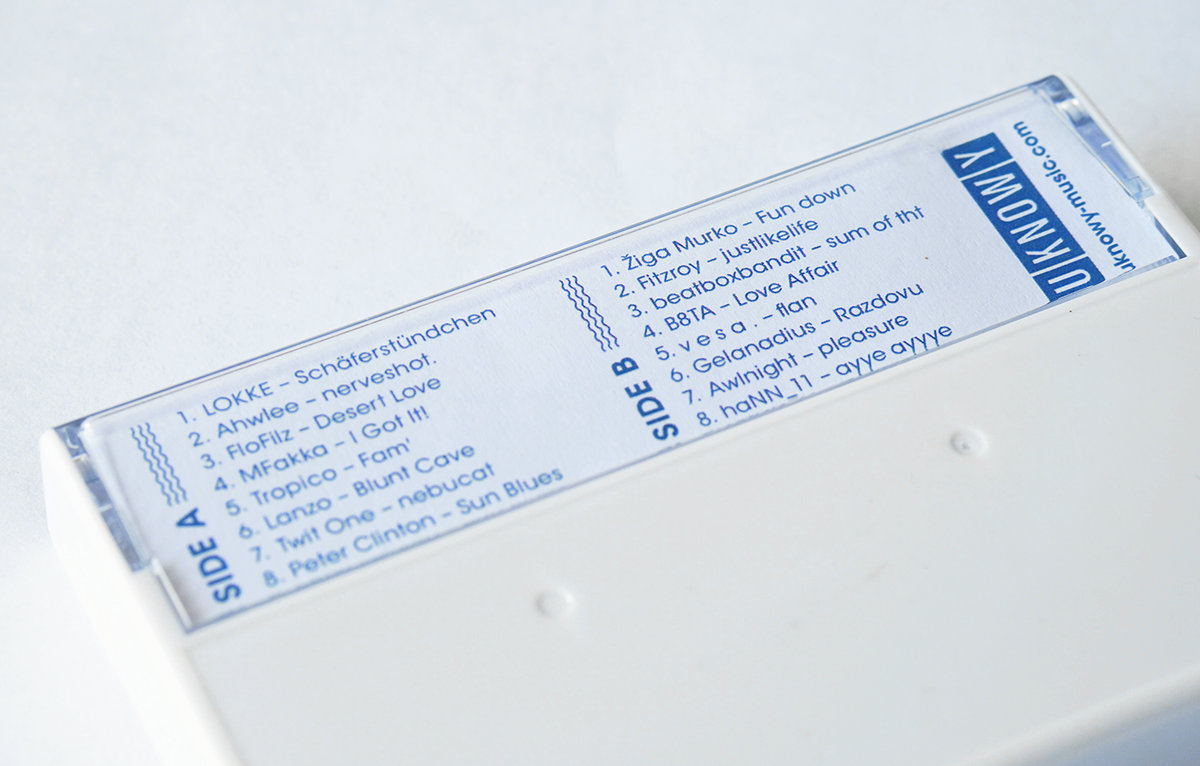 SIDE A
1. LOKKE – Schäferstündchen
2. Ahwlee – nerveshot.
3. FloFilz – Desert Love
4. MFakka – I Got It!
5. Tropico – Fam'
6. Lanzo – Blunt Cave
7. Twit One – nebucat
8. Peter Clinton – Sun Blues
SIDE B
1. Žiga Murko – Fun down
2. Fitzroy – justlikelife
3. beatboxbandit – sum of tht
4. B8TA – Love Affair
5. v e s a . – flan
6. Gelanadius – Razdovu
7. Awlnight – pleasure
8. haNN_11 – ayye ayyye
U|KNOW|Y
uknowy-music.com